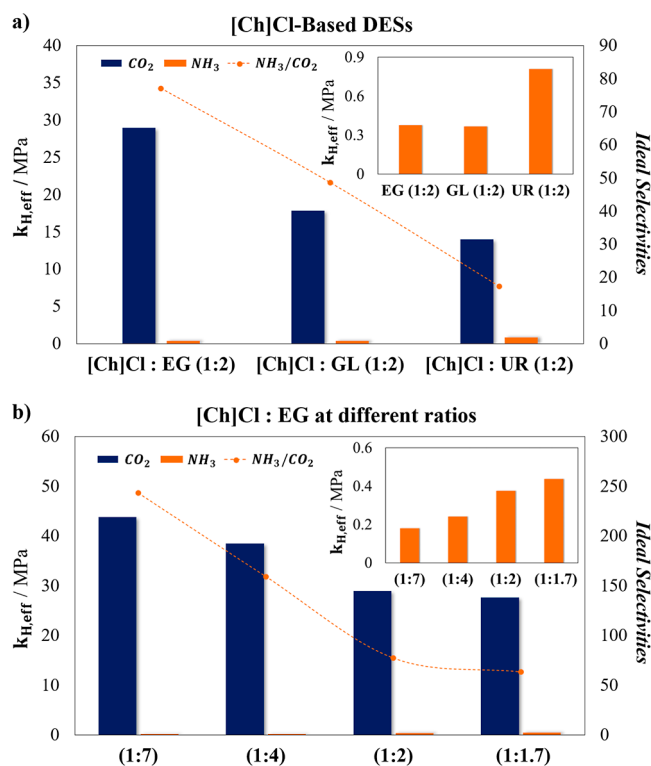 a)
[Ch]Cl-Based DESs
CO₂ NH₃ NH₃/CO₂
k_H,eff / MPa
40
35
30
25
20
15
10
5
0
Ideal Selectivities
90
80
70
60
50
40
30
20
10
0
k_H,eff / MPa
0.9
0.6
0.3
0
EG (1:2) GL (1:2) UR (1:2)
[Ch]Cl : EG (1:2) [Ch]Cl : GL (1:2) [Ch]Cl : UR (1:2)
b)
[Ch]Cl : EG at different ratios
CO₂ NH₃ NH₃/CO₂
k_H,eff / MPa
60
50
40
30
20
10
0
Ideal Selectivities
300
250
200
150
100
50
0
k_H,eff / MPa
0.6
0.4
0.2
0
(1:7) (1:4) (1:2) (1:1.7)
(1:7) (1:4) (1:2) (1:1.7)